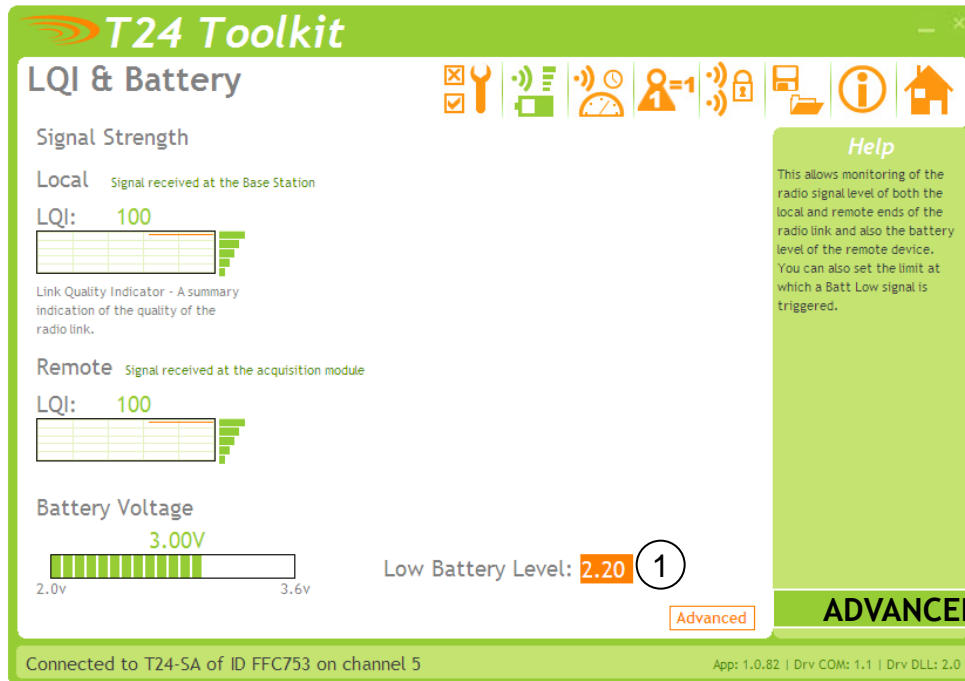 T24 Toolkit
LQI & Battery
1 =1
Signal Strength
Local Signal received at the Base Station
LQI: 100
Link Quality Indicator - A summary
indication of the quality of the
radio link.
Remote Signal received at the acquisition module
LQI: 100
Battery Voltage
3.00V
2.0v 3.6v
Low Battery Level: 2.20 1
Advanced
Help
This allows monitoring of the
radio signal level of both the
local and remote ends of the
radio link and also the battery
level of the remote device.
You can also set the limit at
which a Batt Low signal is
triggered.
ADVANCE
Connected to T24-SA of ID FFC753 on channel 5
App: 1.0.82 | Drv COM: 1.1 | Drv DLL: 2.0